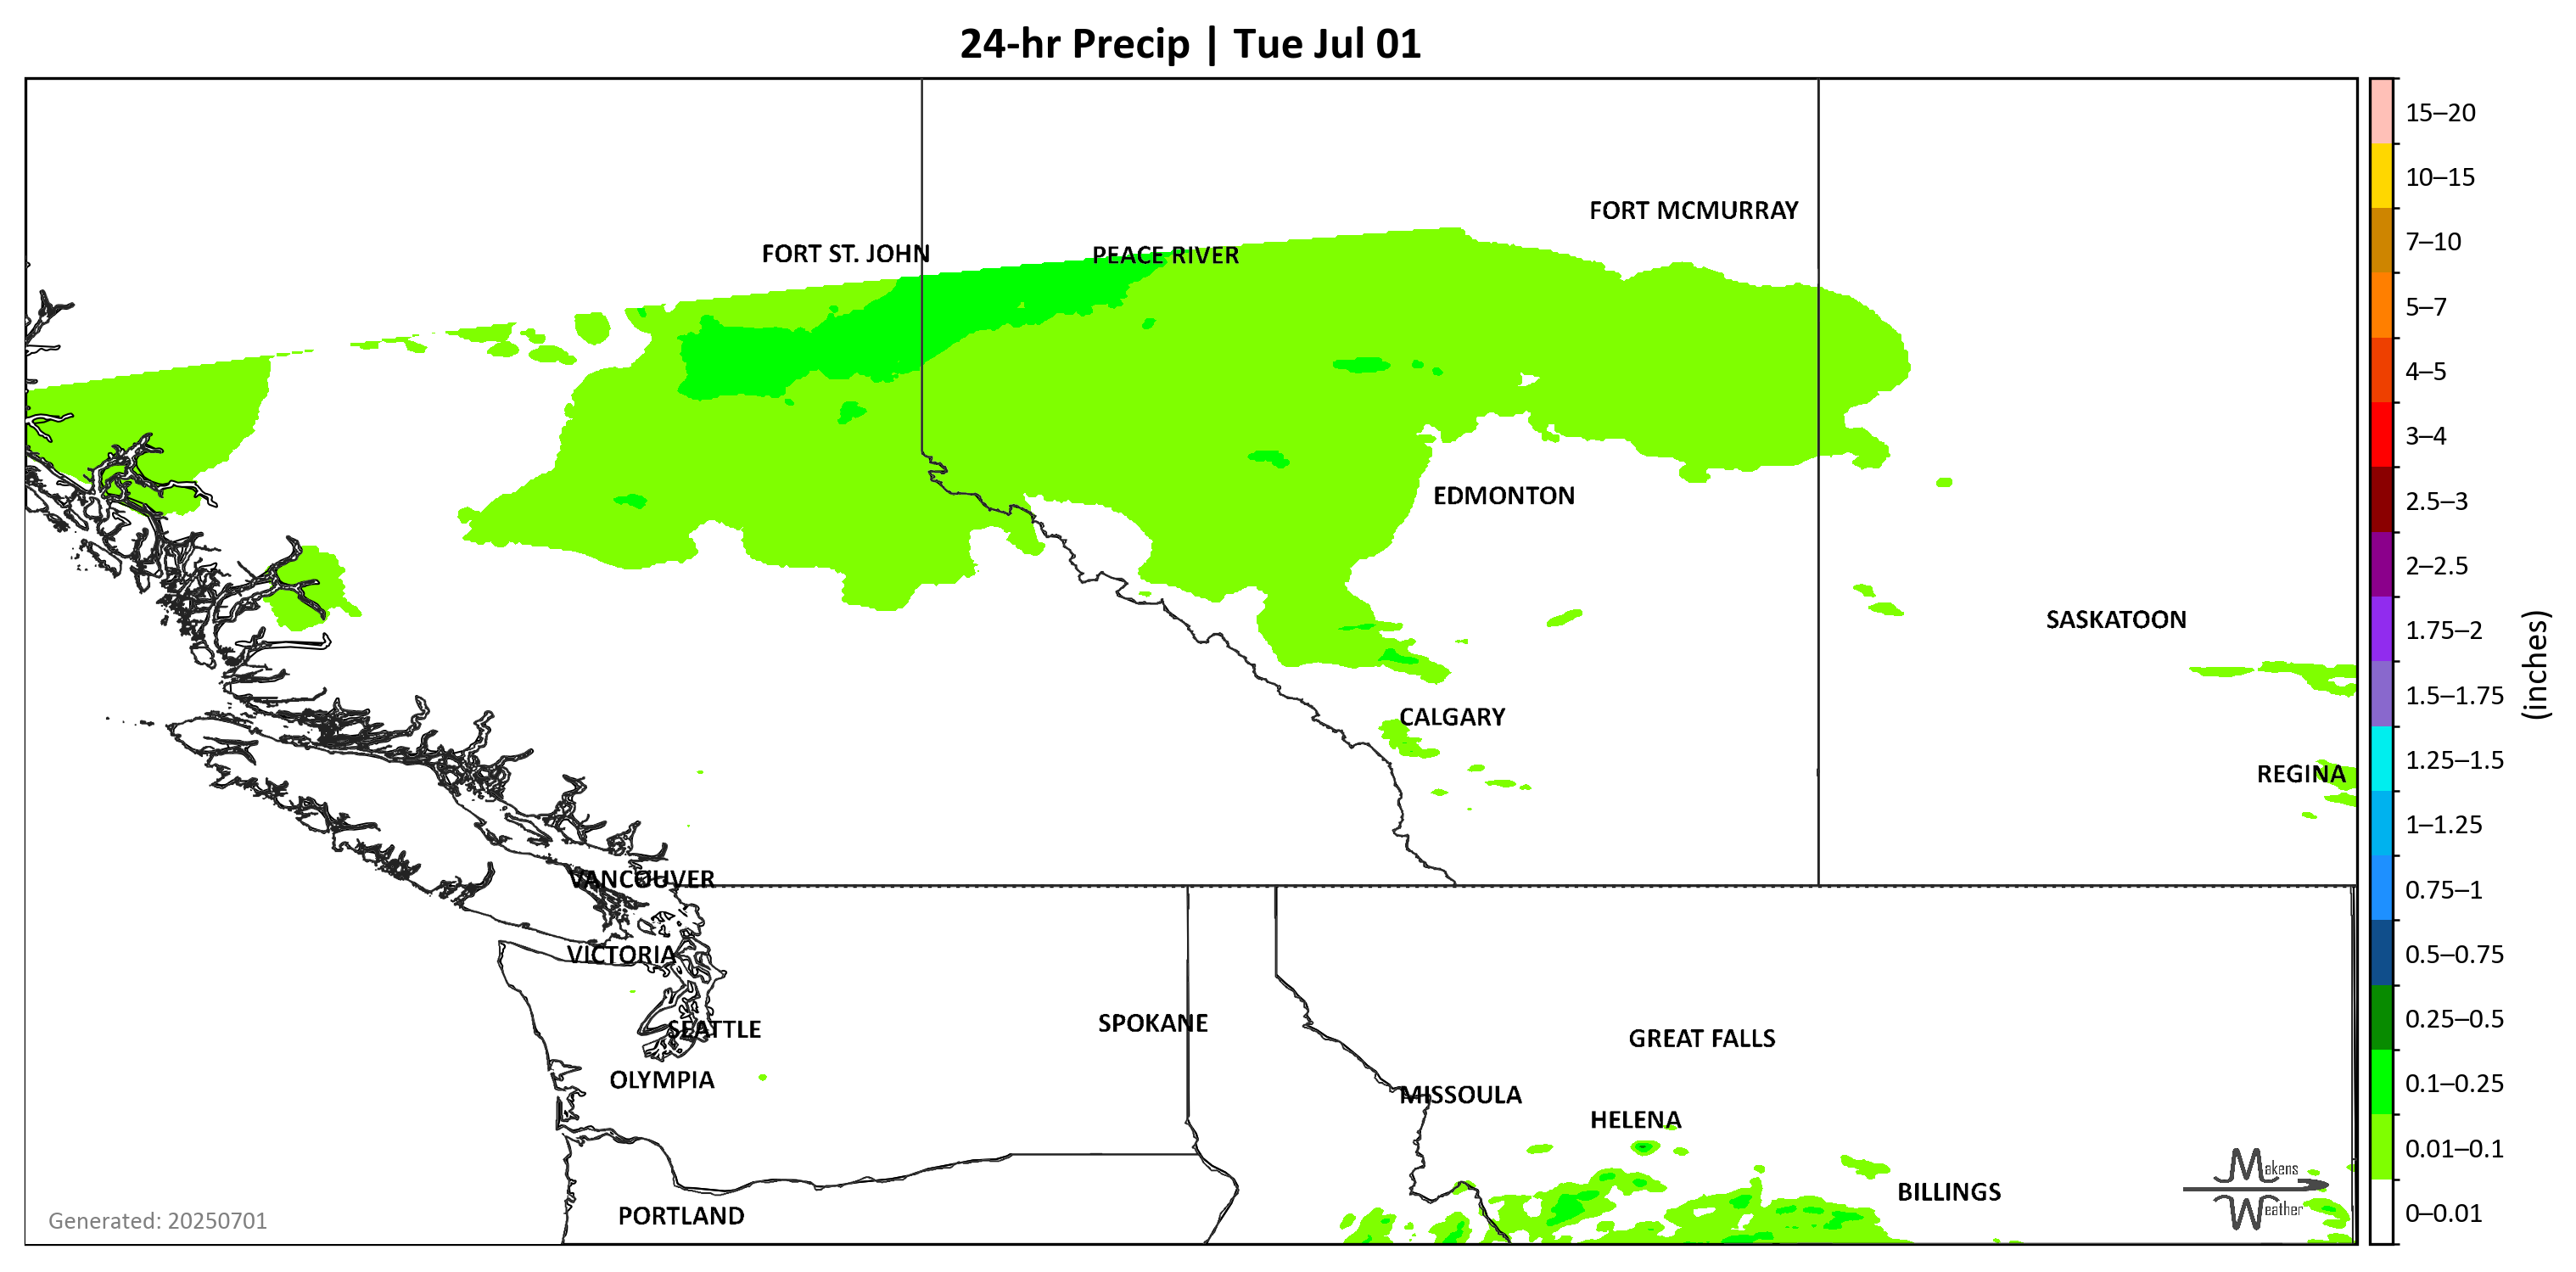 24-hr Precip | Tue Jul 01
15–20
10–15
FORT MCMURRAY
7–10
FORT ST. JOHN
PEACE RIVER
5–7
4–5
3–4
EDMONTON
2.5–3
2–2.5
SASKATOON
1.75–2
(inches)
1.5–1.75
CALGARY
1.25–1.5
REGINA
1–1.25
VANCOUVER
0.75–1
VICTORIA
0.5–0.75
SPOKANE
0.25–0.5
SEATTLE
GREAT FALLS
OLYMPIA
0.1–0.25
MISSOULA
HELENA
0.01–0.1
Makens
Weather
BILLINGS
PORTLAND
0–0.01
Generated: 20250701